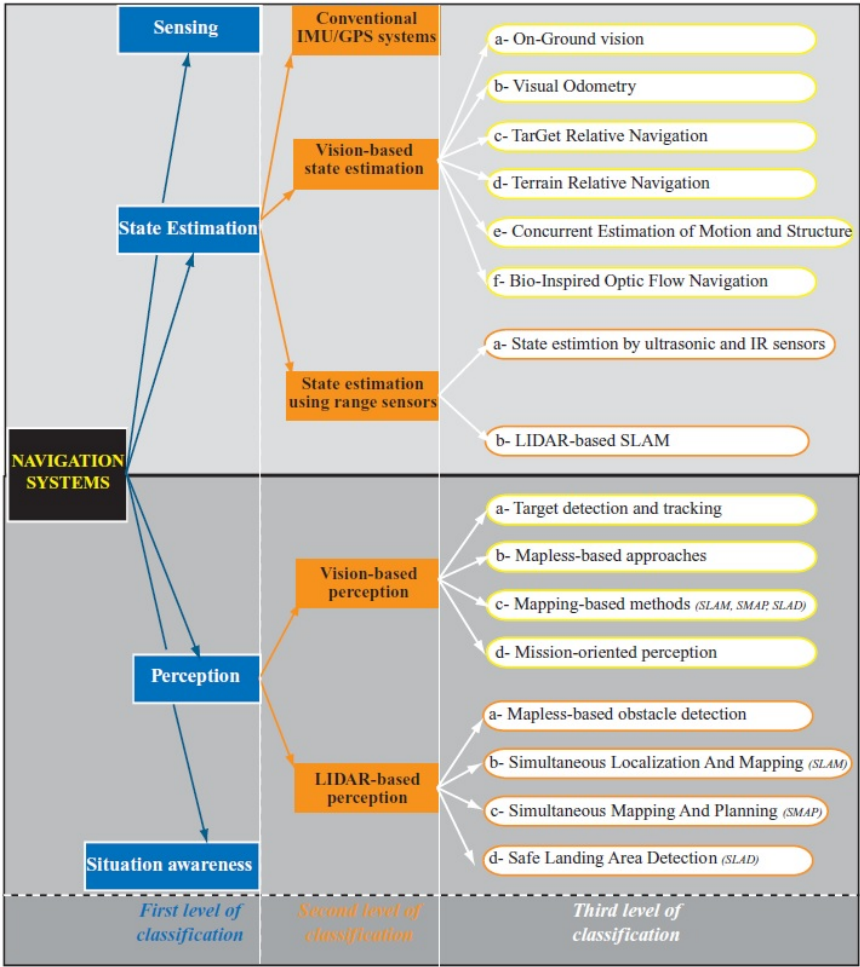 Sensing
Conventional
IMU/GPS systems
a- On-Ground vision
b- Visual Odometry
Vision-based
state estimation
c- TarGet Relative Navigation
d- Terrain Relative Navigation
State Estimation
e- Concurrent Estimation of Motion and Structure
f- Bio-Inspired Optic Flow Navigation
a- State estimtion by ultrasonic and IR sensors
State estimation
using range sensors
b- LIDAR-based SLAM
NAVIGATION
SYSTEMS
a- Target detection and tracking
Vision-based
perception
b- Mapless-based approaches
c- Mapping-based methods (SLAM, SMAP, SLAD)
d- Mission-oriented perception
Perception
a- Mapless-based obstacle detection
LIDAR-based
perception
b- Simultaneous Localization And Mapping (SLAM)
c- Simultaneous Mapping And Planning (SMAP)
d- Safe Landing Area Detection (SLAD)
Situation awareness
First level of
classification
Second level of
classification
Third level of
classification